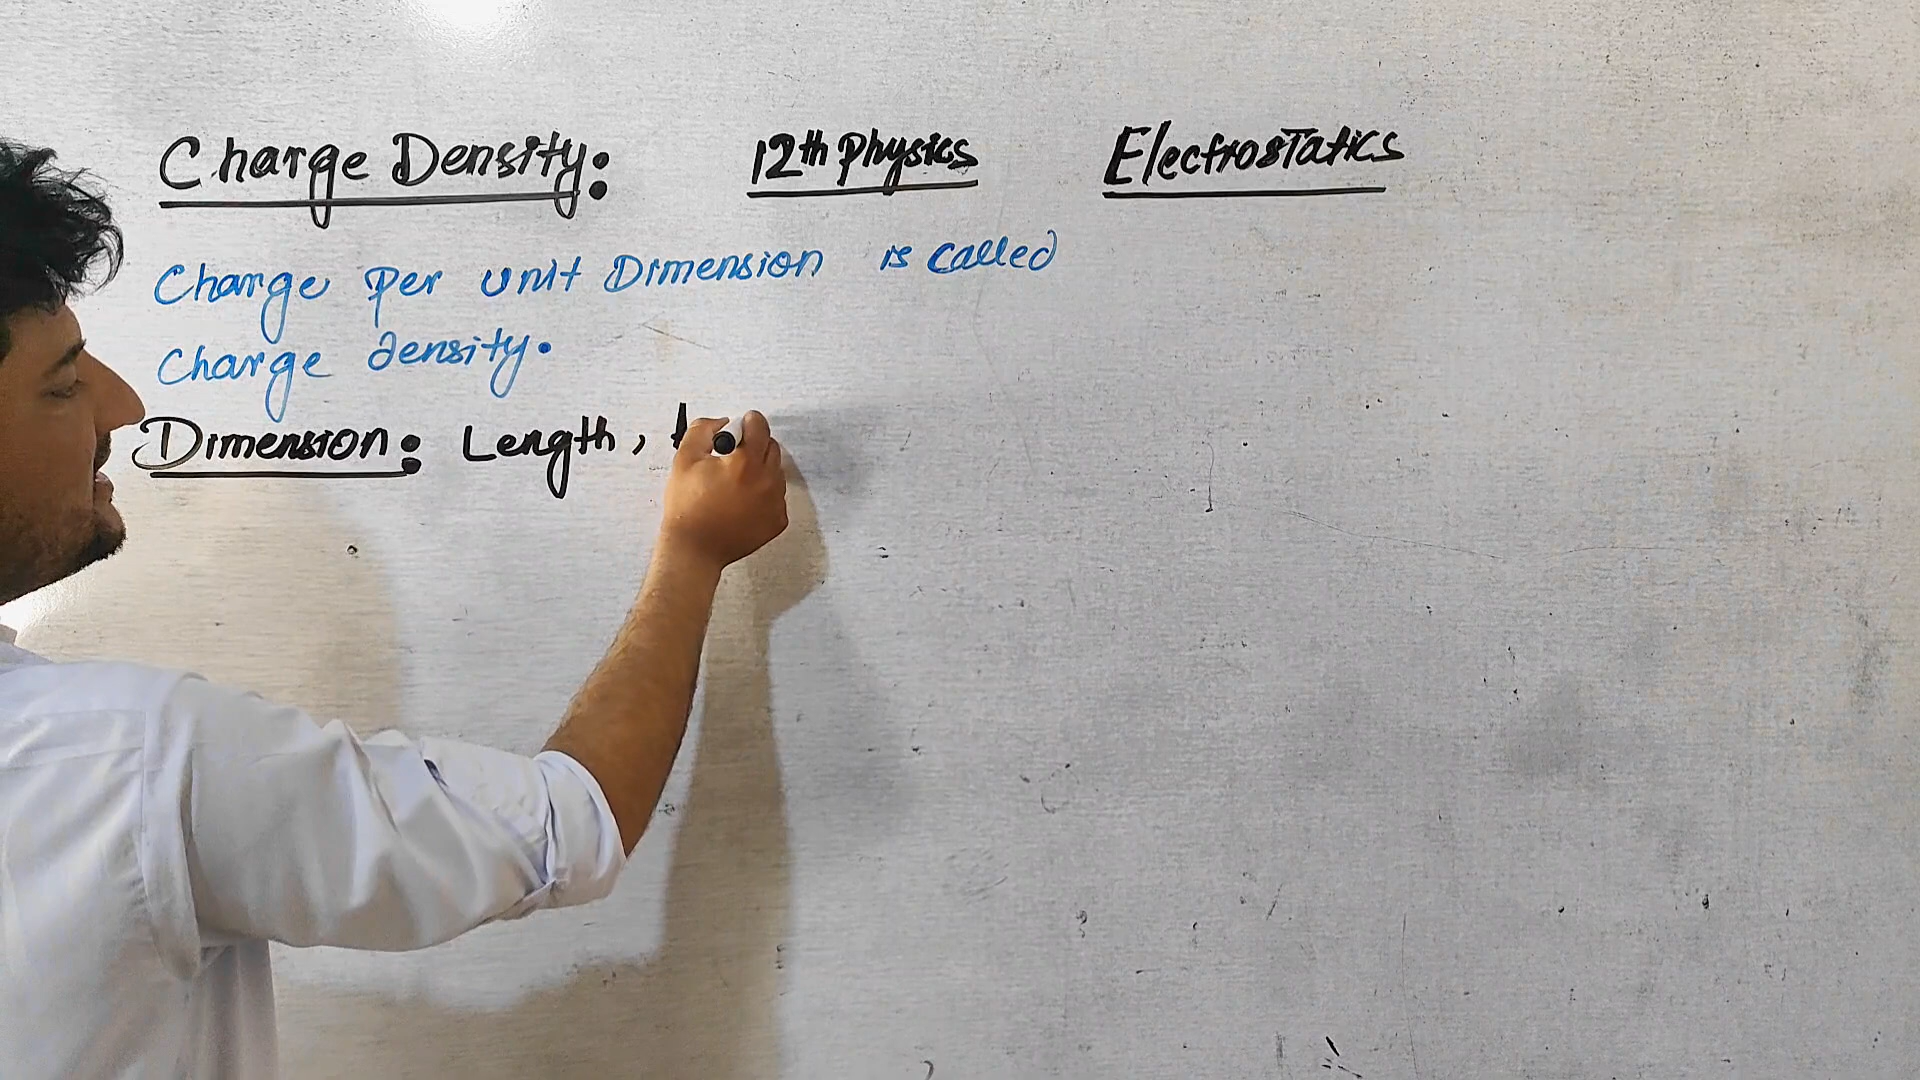 Charge Density: 12th Physics Electrostatics
Charge Per unit Dimension is called
Charge density.
Dimension: Length,